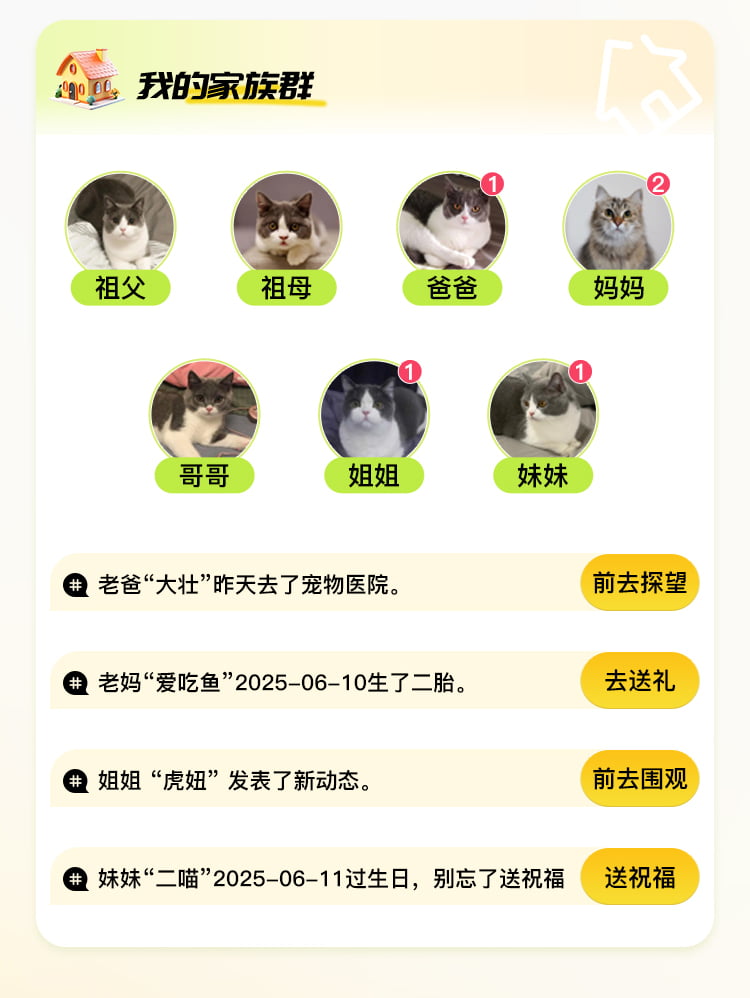 我的家族群
1
2
祖父
祖母
爸爸
妈妈
1
1
哥哥
姐姐
妹妹
老爸“大壮”昨天去了宠物医院。
前去探望
老妈“爱吃鱼”2025-06-10生了二胎。
去送礼
姐姐 “虎妞” 发表了新动态。
前去围观
妹妹“二喵”2025-06-11过生日，别忘了送祝福
送祝福